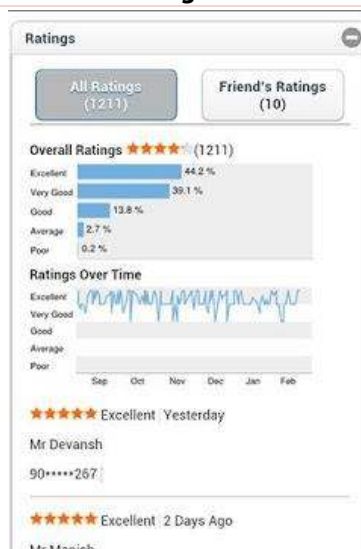 Ratings
All Ratings
(1211)
Friend's Ratings
(10)
Overall Ratings (1211)
Excellent 44.2 %
Very Good 39.1 %
Good 13.8 %
Average 2.7 %
Poor 0.2 %
Ratings Over Time
Excellent
Very Good
Good
Average
Poor
Sep Oct Nov Dec Jan Feb
Excellent Yesterday
Mr Devansh
90•••••267
Excellent 2 Days Ago